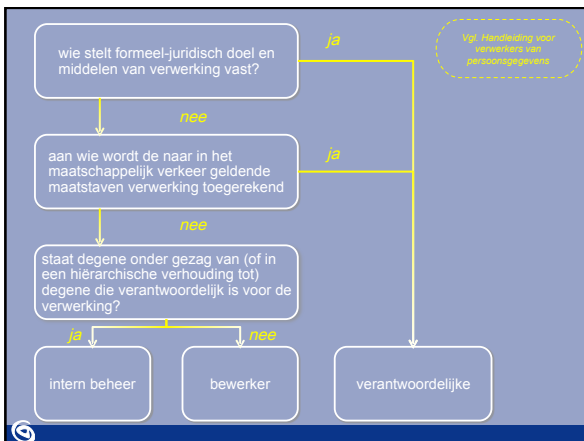 wie stelt formeel-juridisch doel en
middelen van verwerking vast?
ja
Vgl. Handleiding voor
verwerkers van
persoonsgegevens
nee
aan wie wordt de naar in het
maatschappelijk verkeer geldende
maatstaven verwerking toegerekend
ja
nee
staat degene onder gezag van (of in
een hiërarchische verhouding tot)
degene die verantwoordelijk is voor de
verwerking?
ja
nee
intern beheer
bewerker
verantwoordelijke